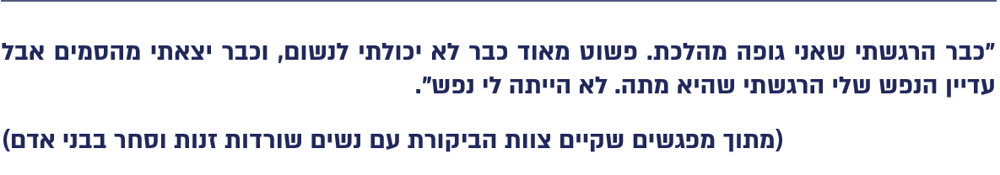 "כבר הרגשתי שאני גופה מהלכת. פשוט מאוד כבר לא יכולתי לנשום, וכבר יצאתי מהסמים אבל
עדיין הנפש שלי הרגשתי שהיא מתה. לא הייתה לי נפש".
(מתוך מפגשים שקיים צוות הביקורת עם נשים שורדות זנות וסחר בבני אדם)